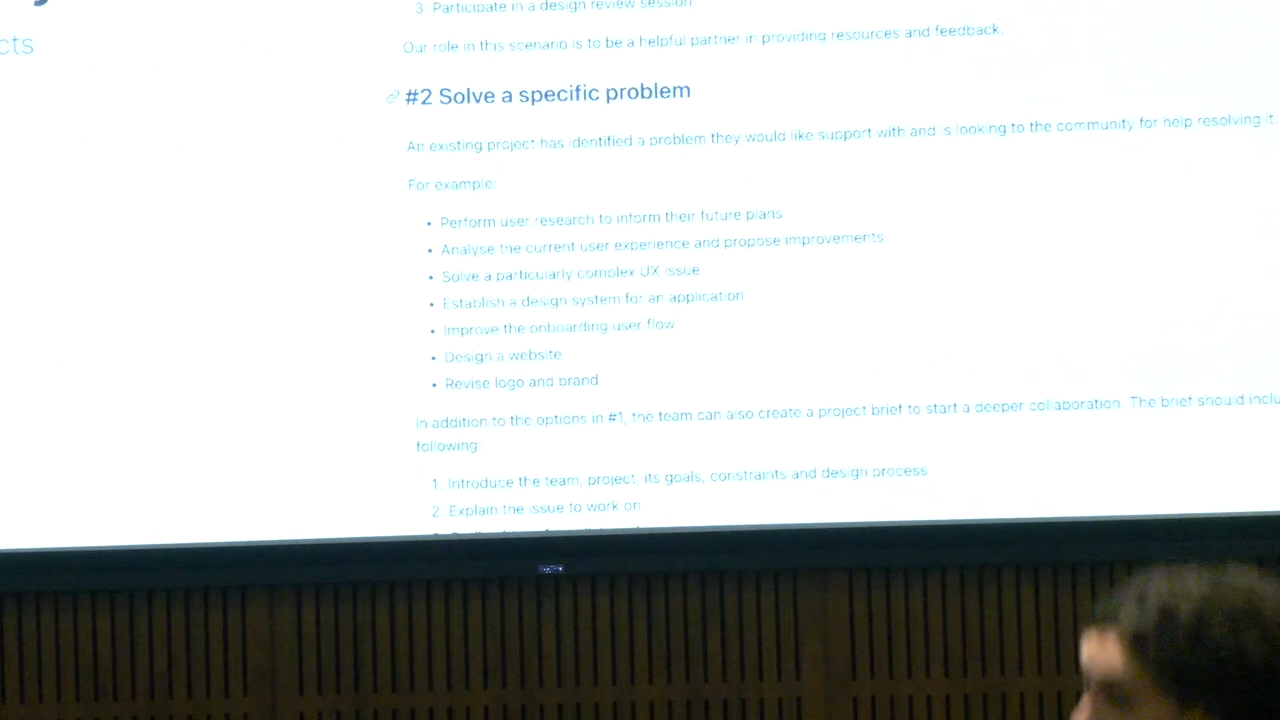 cts
3. Participate in a design review session
Our role in this scenario is to be a helpful partner in providing resources and feedback.
#2 Solve a specific problem
An existing project has identified a problem they would like support with and is looking to the community for help resolving it.
For example:
• Perform user research to inform their future plans
• Analyse the current user experience and propose improvements
• Solve a particularly complex UX issue
• Establish a design system for an application
• Improve the onboarding user flow
• Design a website
• Revise logo and brand
In addition to the options in #1, the team can also create a project brief to start a deeper collaboration. The brief should inclu
following:
1. Introduce the team, project, its goals, constraints and design process
2. Explain the issue to work on